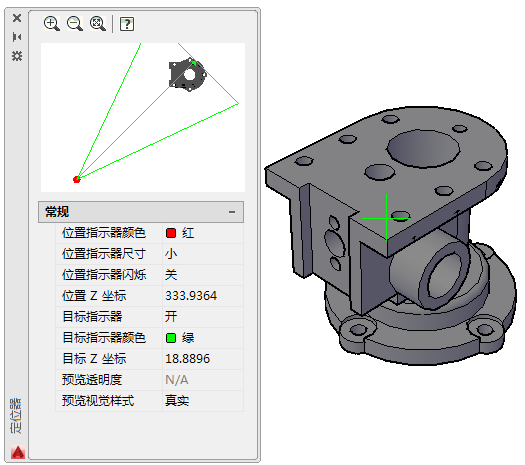 常规
位置指示器颜色 红
位置指示器尺寸 小
位置指示器闪烁 关
位置 Z 坐标 333.9364
目标指示器 开
目标指示器颜色 绿
目标 Z 坐标 18.8896
预览透明度 N/A
预览视觉样式 真实
定位器